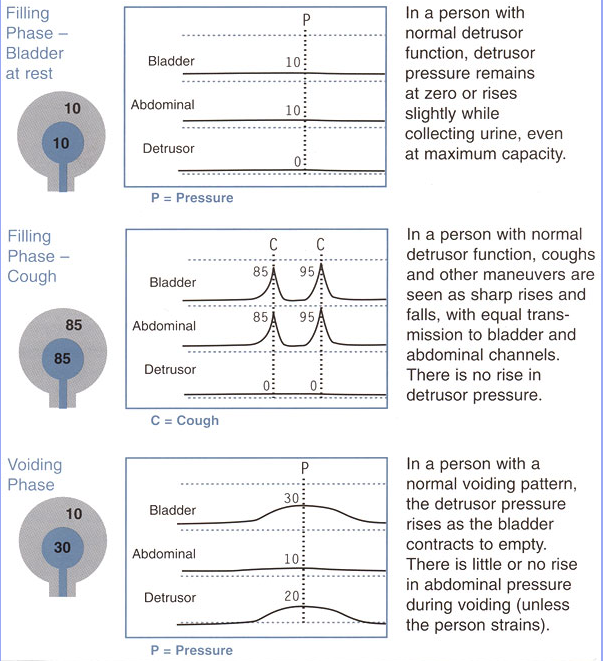 Filling
Phase –
Bladder
at rest
10
10
P
Bladder
10
Abdominal
10
Detrusor
0
P = Pressure
In a person with
normal detrusor
function, detrusor
pressure remains
at zero or rises
slightly while
collecting urine, even
at maximum capacity.
Filling
Phase –
Cough
85
85
C C
Bladder
85 95
Abdominal
85 95
Detrusor
0 0
C = Cough
In a person with normal
detrusor function, coughs
and other maneuvers are
seen as sharp rises and
falls, with equal trans-
mission to bladder and
abdominal channels.
There is no rise in
detrusor pressure.
Voiding
Phase
10
30
P
Bladder
30
Abdominal
10
Detrusor
20
P = Pressure
In a person with a
normal voiding pattern,
the detrusor pressure
rises as the bladder
contracts to empty.
There is little or no rise
in abdominal pressure
during voiding (unless
the person strains).